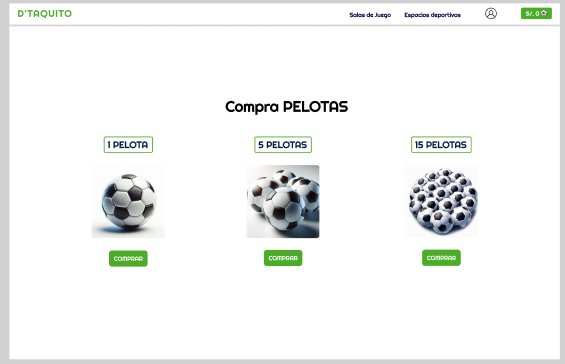 D'TAQUITO
Salas de Juego Espacios deportivos S/. 0
Compra PELOTAS
1 PELOTA 5 PELOTAS 15 PELOTAS
COMPRAR COMPRAR COMPRAR